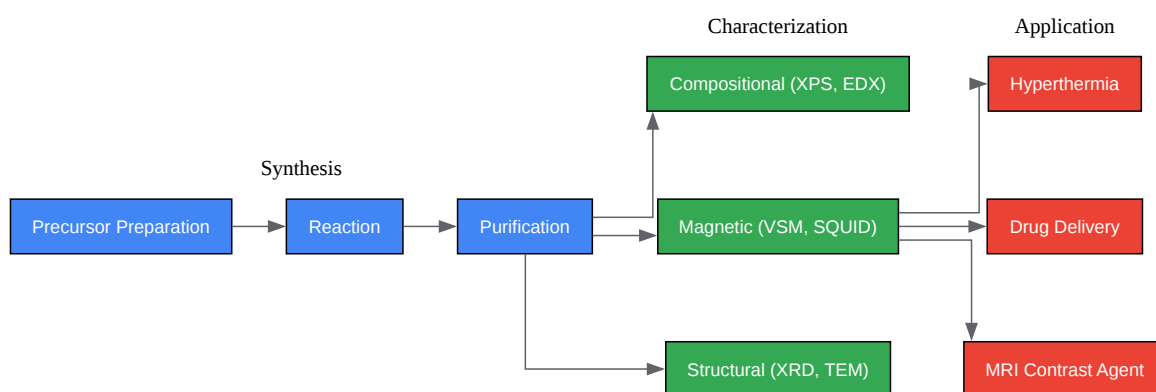 Characterization
Application
Compositional (XPS, EDX)
Hyperthermia
Synthesis
Precursor Preparation
Reaction
Purification
Magnetic (VSM, SQUID)
Drug Delivery
Structural (XRD, TEM)
MRI Contrast Agent